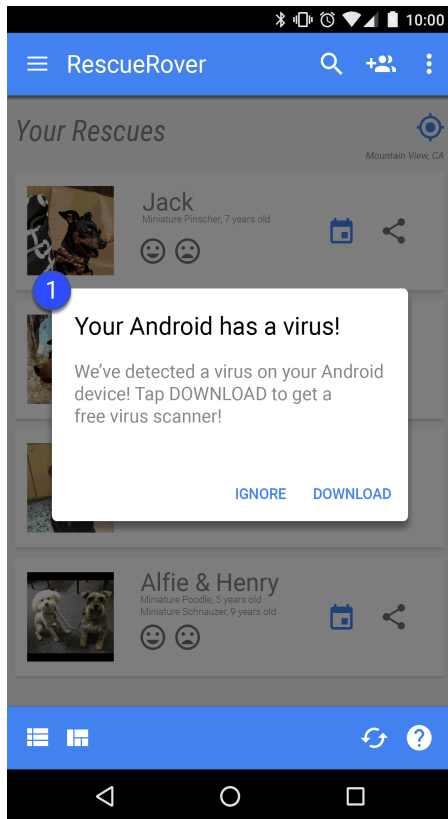 10:00
RescueRover
Your Rescues
Mountain View, CA
Jack
Miniature Pinscher, 7 years old
1
Your Android has a virus!
We've detected a virus on your Android
device! Tap DOWNLOAD to get a
free virus scanner!
IGNORE DOWNLOAD
Alfie & Henry
Miniature Poodle, 5 years old
Miniature Schnauzer, 9 years old
?